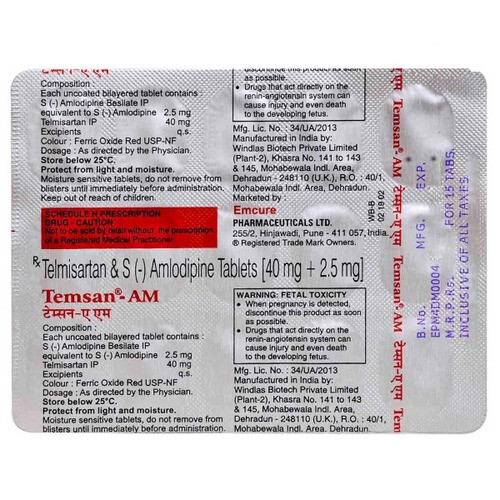 टेम्सन-ए एम
Composition :
Each uncoated bilayered tablet contains :
S (-) Amlodipine Besilate IP
equivalent to S (-) Amlodipine 2.5 mg
Telmisartan IP 40 mg
Excipients q.s.
Colour : Ferric Oxide Red USP-NF
Dosage : As directed by the Physician.
Store below 25°C.
Protect from light and moisture.
Moisture sensitive tablets, do not remove from
blisters until immediately before dosing.
Keep out of reach of children.
SCHEDULE H PRESCRIPTION
DRUG - CAUTION
Not to be sold by retail without the prescription
of a Registered Medical Practitioner.
discontinue this product as soon
as possible.
• Drugs that act directly on the
renin-angiotensin system can
cause injury and even death
to the developing fetus.
Mfg. Lic. No. : 34/UA/2013
Manufactured in India by:
Windlas Biotech Private Limited
(Plant-2), Khasra No. 141 to 143
& 145, Mohabewala Indl. Area,
Dehradun - 248110 (U.K.), R.O. : 40/1,
Mohabewala Indl. Area, Dehradun.
Marketed by :
Emcure
PHARMACEUTICALS LTD.
255/2, Hinjawadi, Pune - 411 057, India.
® Registered Trade Mark Owners.
Rx Telmisartan & S (-) Amlodipine Tablets [40 mg + 2.5 mg]
Temsan®-AM
टेम्सन-ए एम
Composition :
Each uncoated bilayered tablet contains :
S (-) Amlodipine Besilate IP
equivalent to S (-) Amlodipine 2.5 mg
Telmisartan IP 40 mg
Excipients q.s.
Colour : Ferric Oxide Red USP-NF
Dosage : As directed by the Physician.
Store below 25°C.
Protect from light and moisture.
Moisture sensitive tablets, do not remove from
blisters until immediately before dosing.
WARNING: FETAL TOXICITY
• When pregnancy is detected,
discontinue this product as soon
as possible.
• Drugs that act directly on the
renin-angiotensin system can
cause injury and even death
to the developing fetus.
Mfg. Lic. No. : 34/UA/2013
Manufactured in India by:
Windlas Biotech Private Limited
(Plant-2), Khasra No. 141 to 143
& 145, Mohabewala Indl. Area,
Dehradun - 248110 (U.K.), R.O. : 40/1,
Mohabewala Indl. Area, Dehradun.
Temsan®-AM टेम्सन-ए एम Temsan®-AM
B.No. MFG. EXP.
EPW4DM0004
M.R.P.RS. FOR 15 TABS.
INCLUSIVE OF ALL TAXES